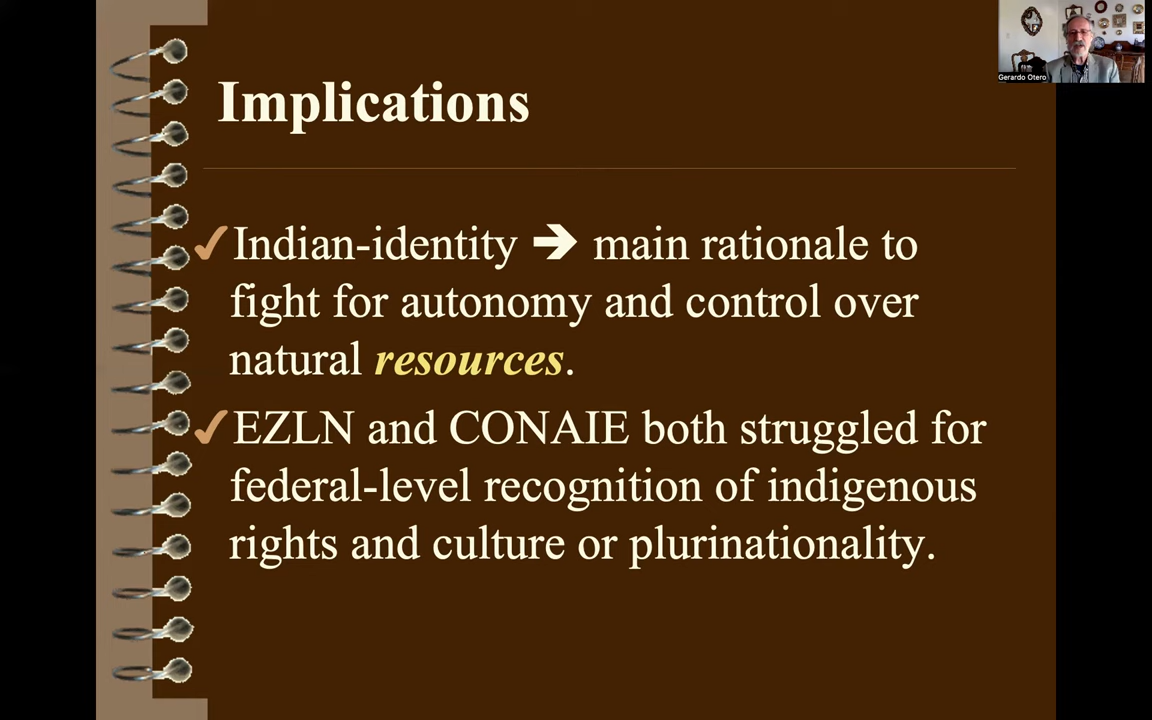 Gerardo Otero
Implications
✓Indian-identity ➔ main rationale to
fight for autonomy and control over
natural resources.
✓EZLN and CONAIE both struggled for
federal-level recognition of indigenous
rights and culture or plurinationality.